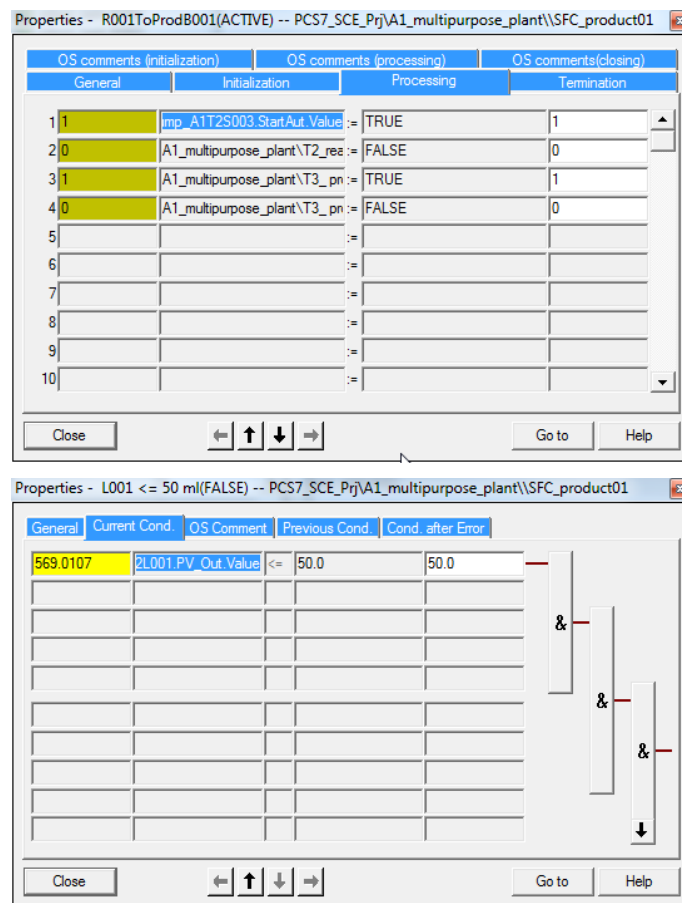 Properties - R001ToProdB001(ACTIVE) -- PCS7_SCE_Prj\A1_multipurpose_plant\\SFC_product01
OS comments (initialization) OS comments (processing) OS comments(closing)
General Initialization Processing Termination
1 1 mp_A1T2S003.StartAut.Value := TRUE 1
2 0 A1_multipurpose_plant\T2_rea := FALSE 0
3 1 A1_multipurpose_plant\T3_ pr := TRUE 1
4 0 A1_multipurpose_plant\T3_ pr := FALSE 0
5 :=
6 :=
7 :=
8 :=
9 :=
10 :=
Close Go to Help
Properties - L001 <= 50 ml(FALSE) -- PCS7_SCE_Prj\A1_multipurpose_plant\\SFC_product01
General Current Cond. OS Comment Previous Cond. Cond. after Error
569.0107 2L001.PV_Out.Value <= 50.0 50.0
&
&
&
Close Go to Help